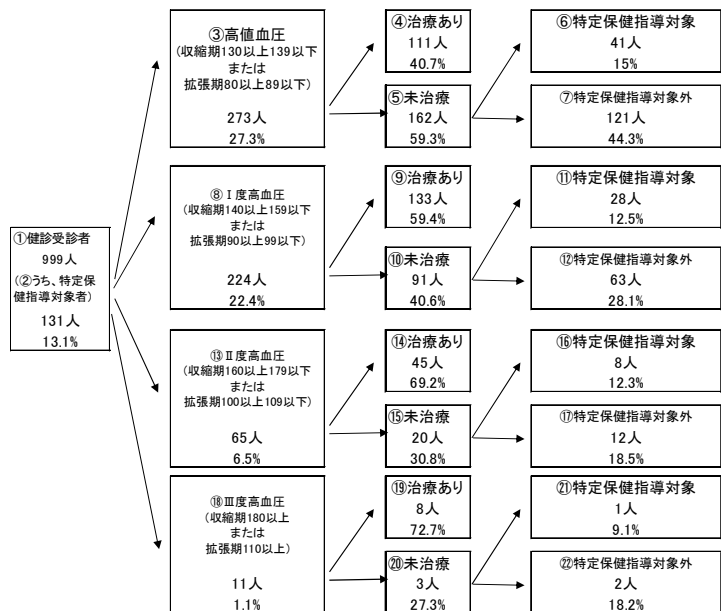 ①健診受診者
999人
(②うち、特定保
健指導対象者)
131人
13.1%
③高値血圧
(収縮期130以上139以下
または
拡張期80以上89以下)
273人
27.3%
④治療あり
111人
40.7%
⑤未治療
162人
59.3%
⑥特定保健指導対象
41人
15%
⑦特定保健指導対象外
121人
44.3%
⑧Ⅰ度高血圧
(収縮期140以上159以下
または
拡張期90以上99以下)
224人
22.4%
⑨治療あり
133人
59.4%
⑩未治療
91人
40.6%
⑪特定保健指導対象
28人
12.5%
⑫特定保健指導対象外
63人
28.1%
⑬Ⅱ度高血圧
(収縮期160以上179以下
または
拡張期100以上109以下)
65人
6.5%
⑭治療あり
45人
69.2%
⑮未治療
20人
30.8%
⑯特定保健指導対象
8人
12.3%
⑰特定保健指導対象外
12人
18.5%
⑱Ⅲ度高血圧
(収縮期180以上
または
拡張期110以上)
11人
1.1%
⑲治療あり
8人
72.7%
⑳未治療
3人
27.3%
㉑特定保健指導対象
1人
9.1%
㉒特定保健指導対象外
2人
18.2%